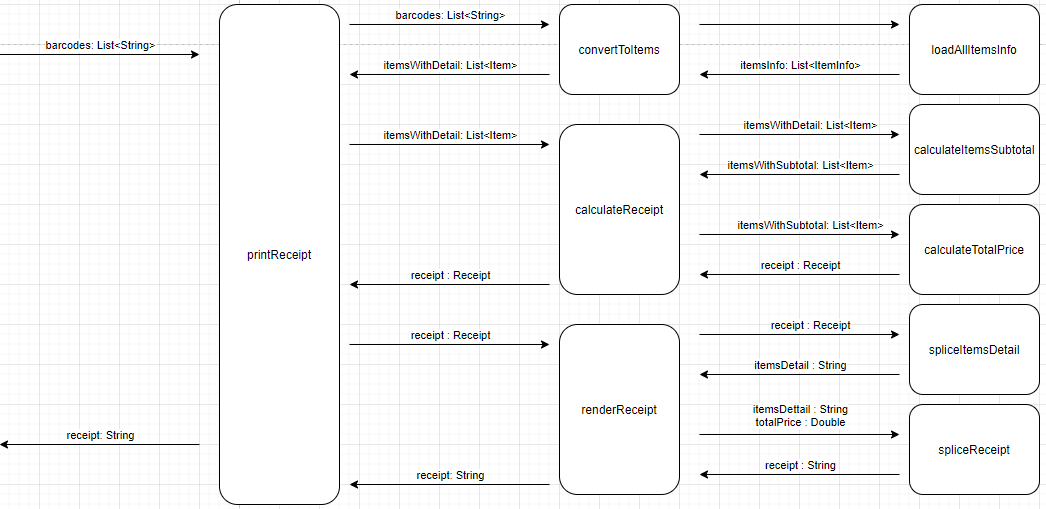 barcodes: List<String>
barcodes: List<String>
itemsWithDetail: List<Item>
convertToItems
itemsInfo: List<ItemInfo>
loadAllItemsInfo
itemsWithDetail: List<Item>
itemsWithDetail: List<Item>
itemsWithSubtotal: List<Item>
calculateItemsSubtotal
calculateReceipt
itemsWithSubtotal: List<Item>
receipt : Receipt
calculateTotalPrice
printReceipt
receipt : Receipt
receipt : Receipt
receipt : Receipt
itemsDetail : String
spliceItemsDetail
renderReceipt
itemsDettail : String
totalPrice : Double
receipt : String
spliceReceipt
receipt: String
receipt: String